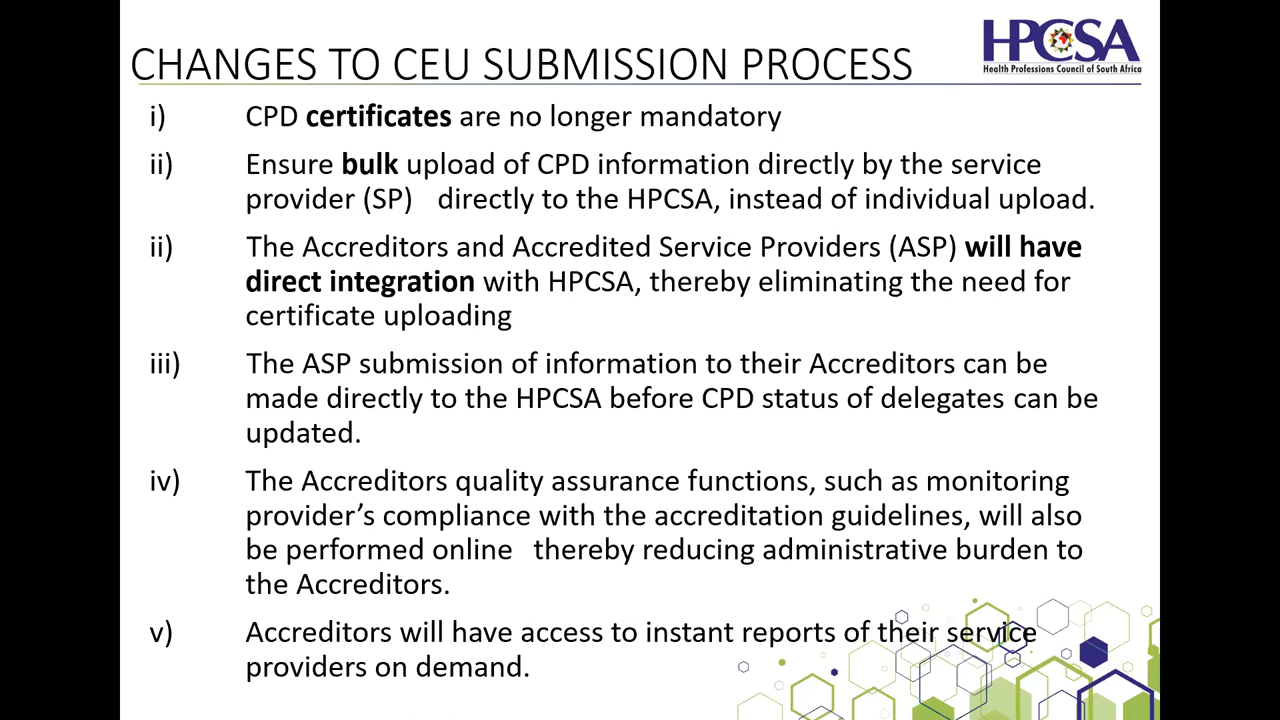 CHANGES TO CEU SUBMISSION PROCESS
HPCSA
Health Professions Council of South Africa
i) CPD certificates are no longer mandatory
ii) Ensure bulk upload of CPD information directly by the service
provider (SP) directly to the HPCSA, instead of individual upload.
ii) The Accreditors and Accredited Service Providers (ASP) will have
direct integration with HPCSA, thereby eliminating the need for
certificate uploading
iii) The ASP submission of information to their Accreditors can be
made directly to the HPCSA before CPD status of delegates can be
updated.
iv) The Accreditors quality assurance functions, such as monitoring
provider’s compliance with the accreditation guidelines, will also
be performed online thereby reducing administrative burden to
the Accreditors.
v) Accreditors will have access to instant reports of their service
providers on demand.